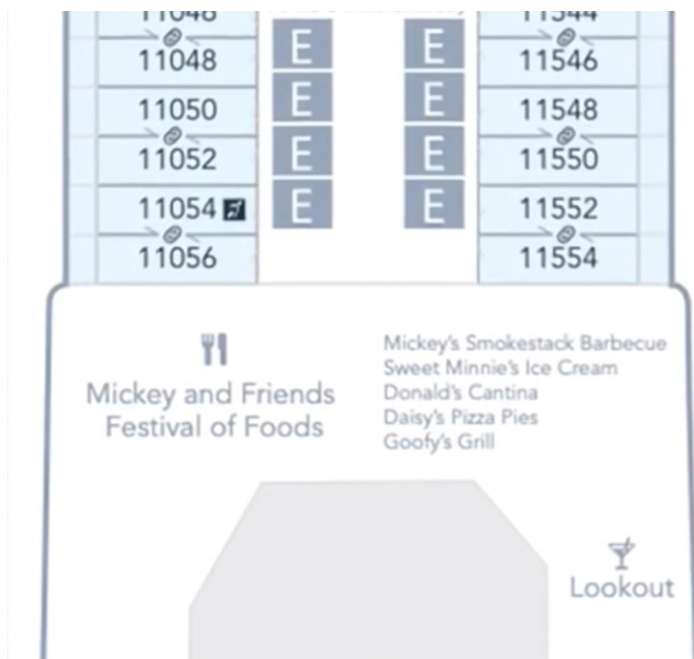 11048
E
E
11546
11050
E
E
11548
11052
E
E
11550
11054
E
E
11552
11056
11554
Mickey and Friends
Festival of Foods
Mickey's Smokestack Barbecue
Sweet Minnie's Ice Cream
Donald's Cantina
Daisy's Pizza Pies
Goofy's Grill
Lookout